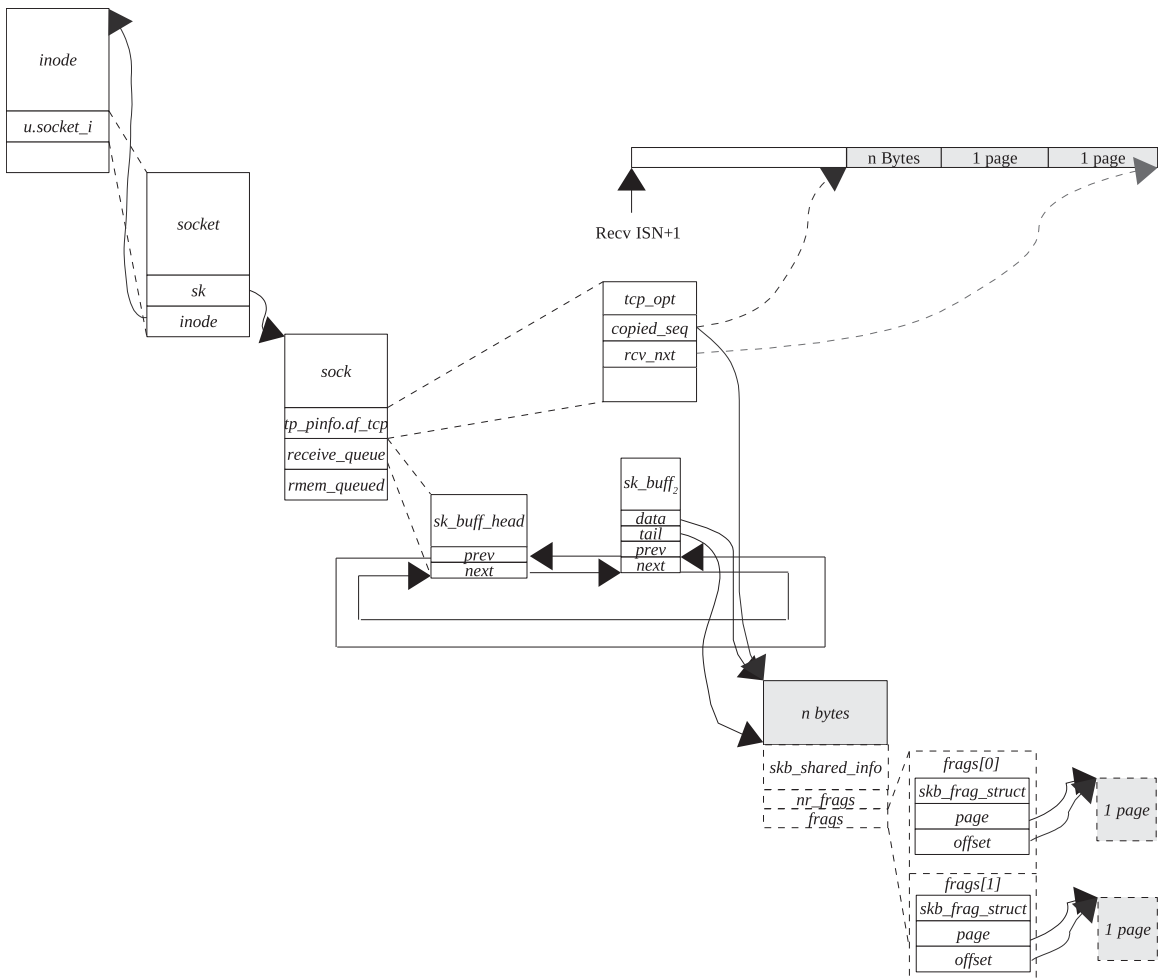 inode
u.socket_i
n Bytes
1 page
1 page
socket
Recv ISN+1
sk
inode
tcp_opt
copied_seq
rcv_nxt
sock
tp_pinfo.af_tcp
receive_queue
rmem_queued
sk_buff2
sk_buff_head
data
tail
prev
next
prev
next
n bytes
skb_shared_info
nr_frags
frags
frags[0]
skb_frag_struct
page
offset
1 page
frags[1]
skb_frag_struct
page
offset
1 page